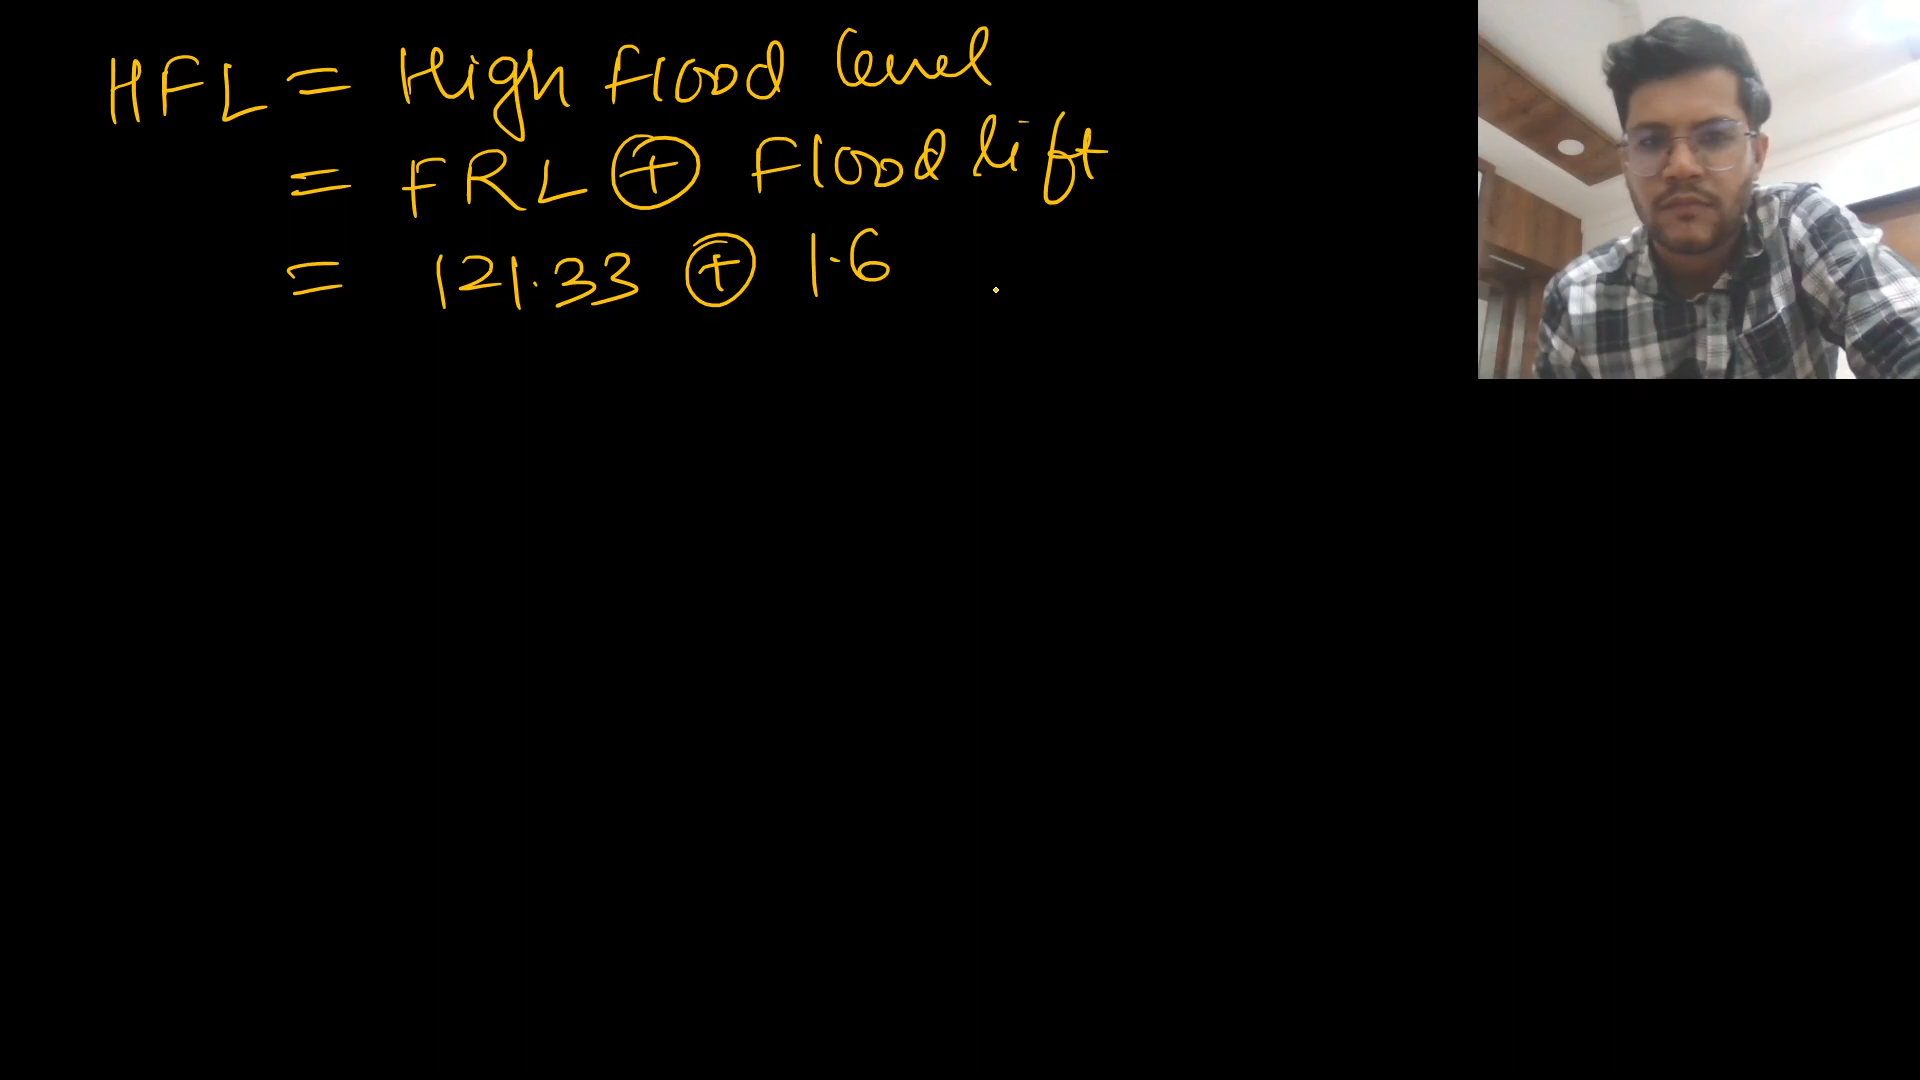 HFL = High flood level
= FRL ⊕ Flood lift
= 121.33 ⊕ 1.6